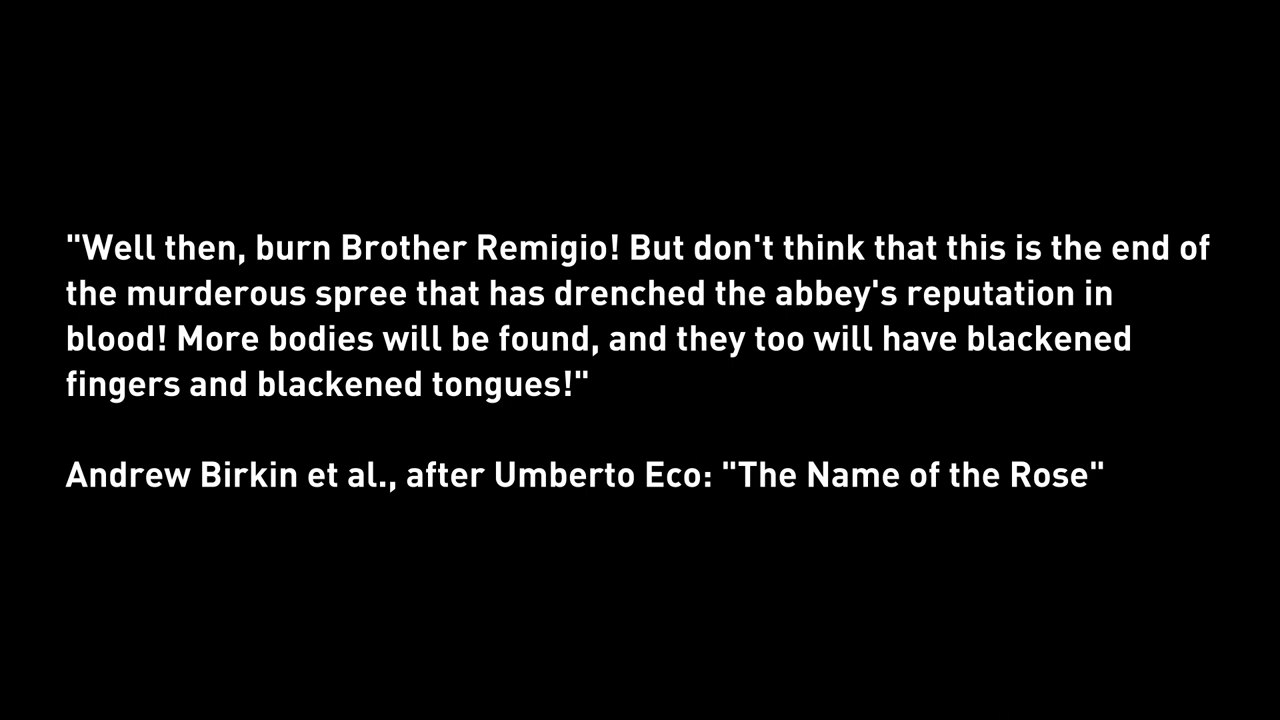 "Well then, burn Brother Remigio! But don't think that this is the end of
the murderous spree that has drenched the abbey's reputation in
blood! More bodies will be found, and they too will have blackened
fingers and blackened tongues!"
Andrew Birkin et al., after Umberto Eco: "The Name of the Rose"